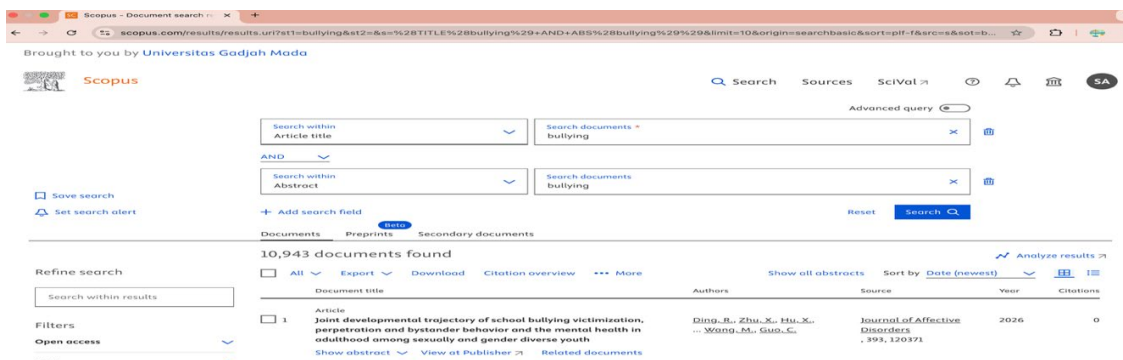 Scopus - Document search r
scopus.com/results/results.uri?st1=bullying&st2=&s=%28TITLE%28bullying%29+AND+ABS%28bullying%29%29&limit=10&origin=searchbasic&sort=plf-f&src=s&sot=b...
Brought to you by Universitas Gadjah Mada
Scopus
Search Sources SciVal SA
Advanced query
Search within Search documents *
Article title bullying
AND
Search within Search documents
Abstract bullying
Save search
Set search alert + Add search field Reset Search
Beta
Documents Preprints Secondary documents
10,943 documents found Analyze results
Refine search All Export Download Citation overview ••• More Show all abstracts Sort by Date (newest)
Document title Authors Source Year Citations
Search within results
Article
1 Joint developmental trajectory of school bullying victimization, Ding, R., Zhu, X., Hu, X., Journal of Affective 2026 0
Filters perpetration and bystander behavior and the mental health in ... Wang, M., Guo, C. Disorders
Open access adulthood among sexually and gender diverse youth , 393, 120371
Show abstract View at Publisher Related documents